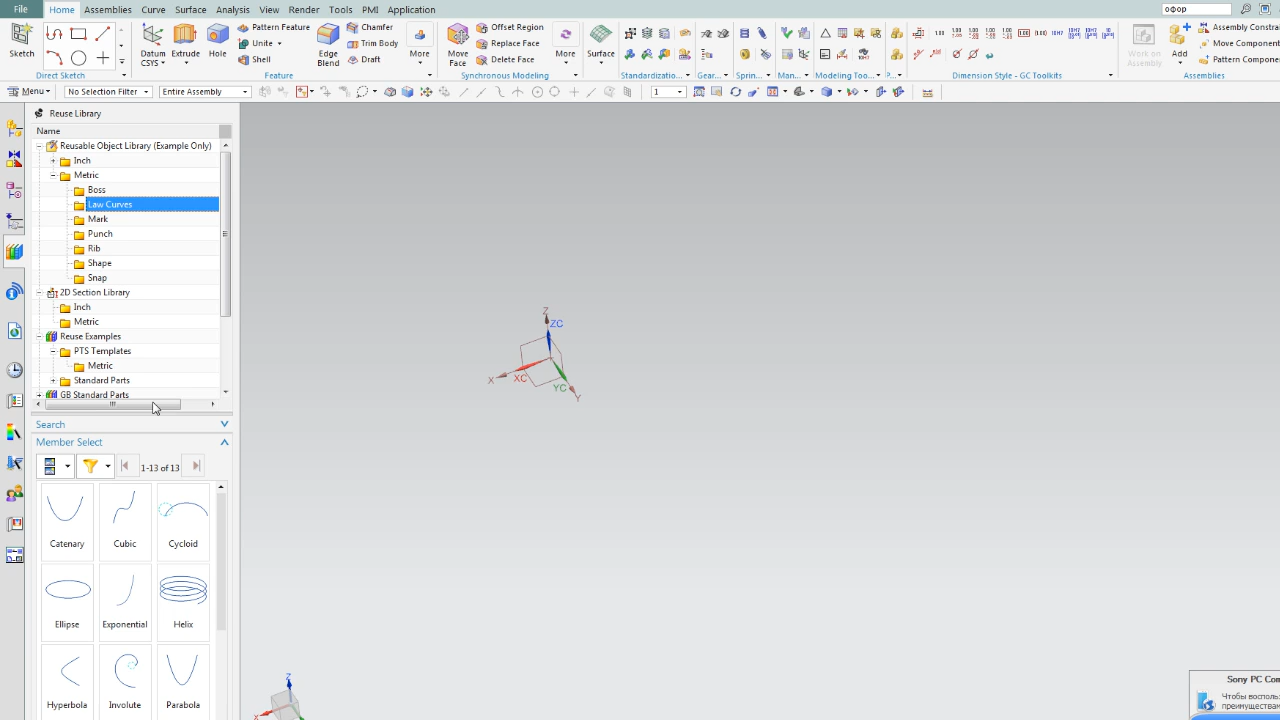 File Home Assemblies Curve Surface Analysis View Render Tools PMI Application офор
Sketch
Direct Sketch
Datum CSYS
Extrude
Hole
Pattern Feature
Unite
Shell
Edge Blend
Chamfer
Trim Body
Draft
More
Feature
Move Face
Offset Region
Replace Face
Delete Face
More
Synchronous Modeling
Surface
Standardizatio...
Gear...
Sprin...
Man...
Modeling Too...
P...
Dimension Style - GC Toolkits
Work on Assembly
Add
Assembly Constra
Move Componen
Pattern Compone
Assemblies
Menu
No Selection Filter
Entire Assembly
1
Reuse Library
Name
Reusable Object Library (Example Only)
Inch
Metric
Boss
Law Curves
Mark
Punch
Rib
Shape
Snap
2D Section Library
Inch
Metric
Reuse Examples
PTS Templates
Metric
Standard Parts
GB Standard Parts
Search
Member Select
1-13 of 13
Catenary Cubic Cycloid
Ellipse Exponential Helix
Hyperbola Involute Parabola
Z
ZC
X
XC
YC
Y
Z
X
Sony PC Com
Чтобы воспольз
преимуществам